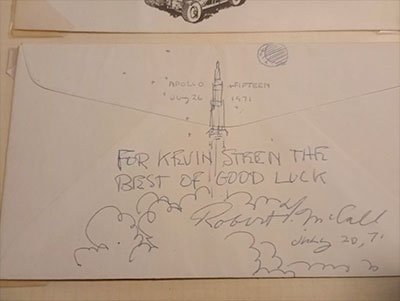 APOLLO FIFTEEN
July 26 1971
FOR KEVIN STEEN THE
BEST OF GOOD LUCK
Robert T. McCall
July 20, 71